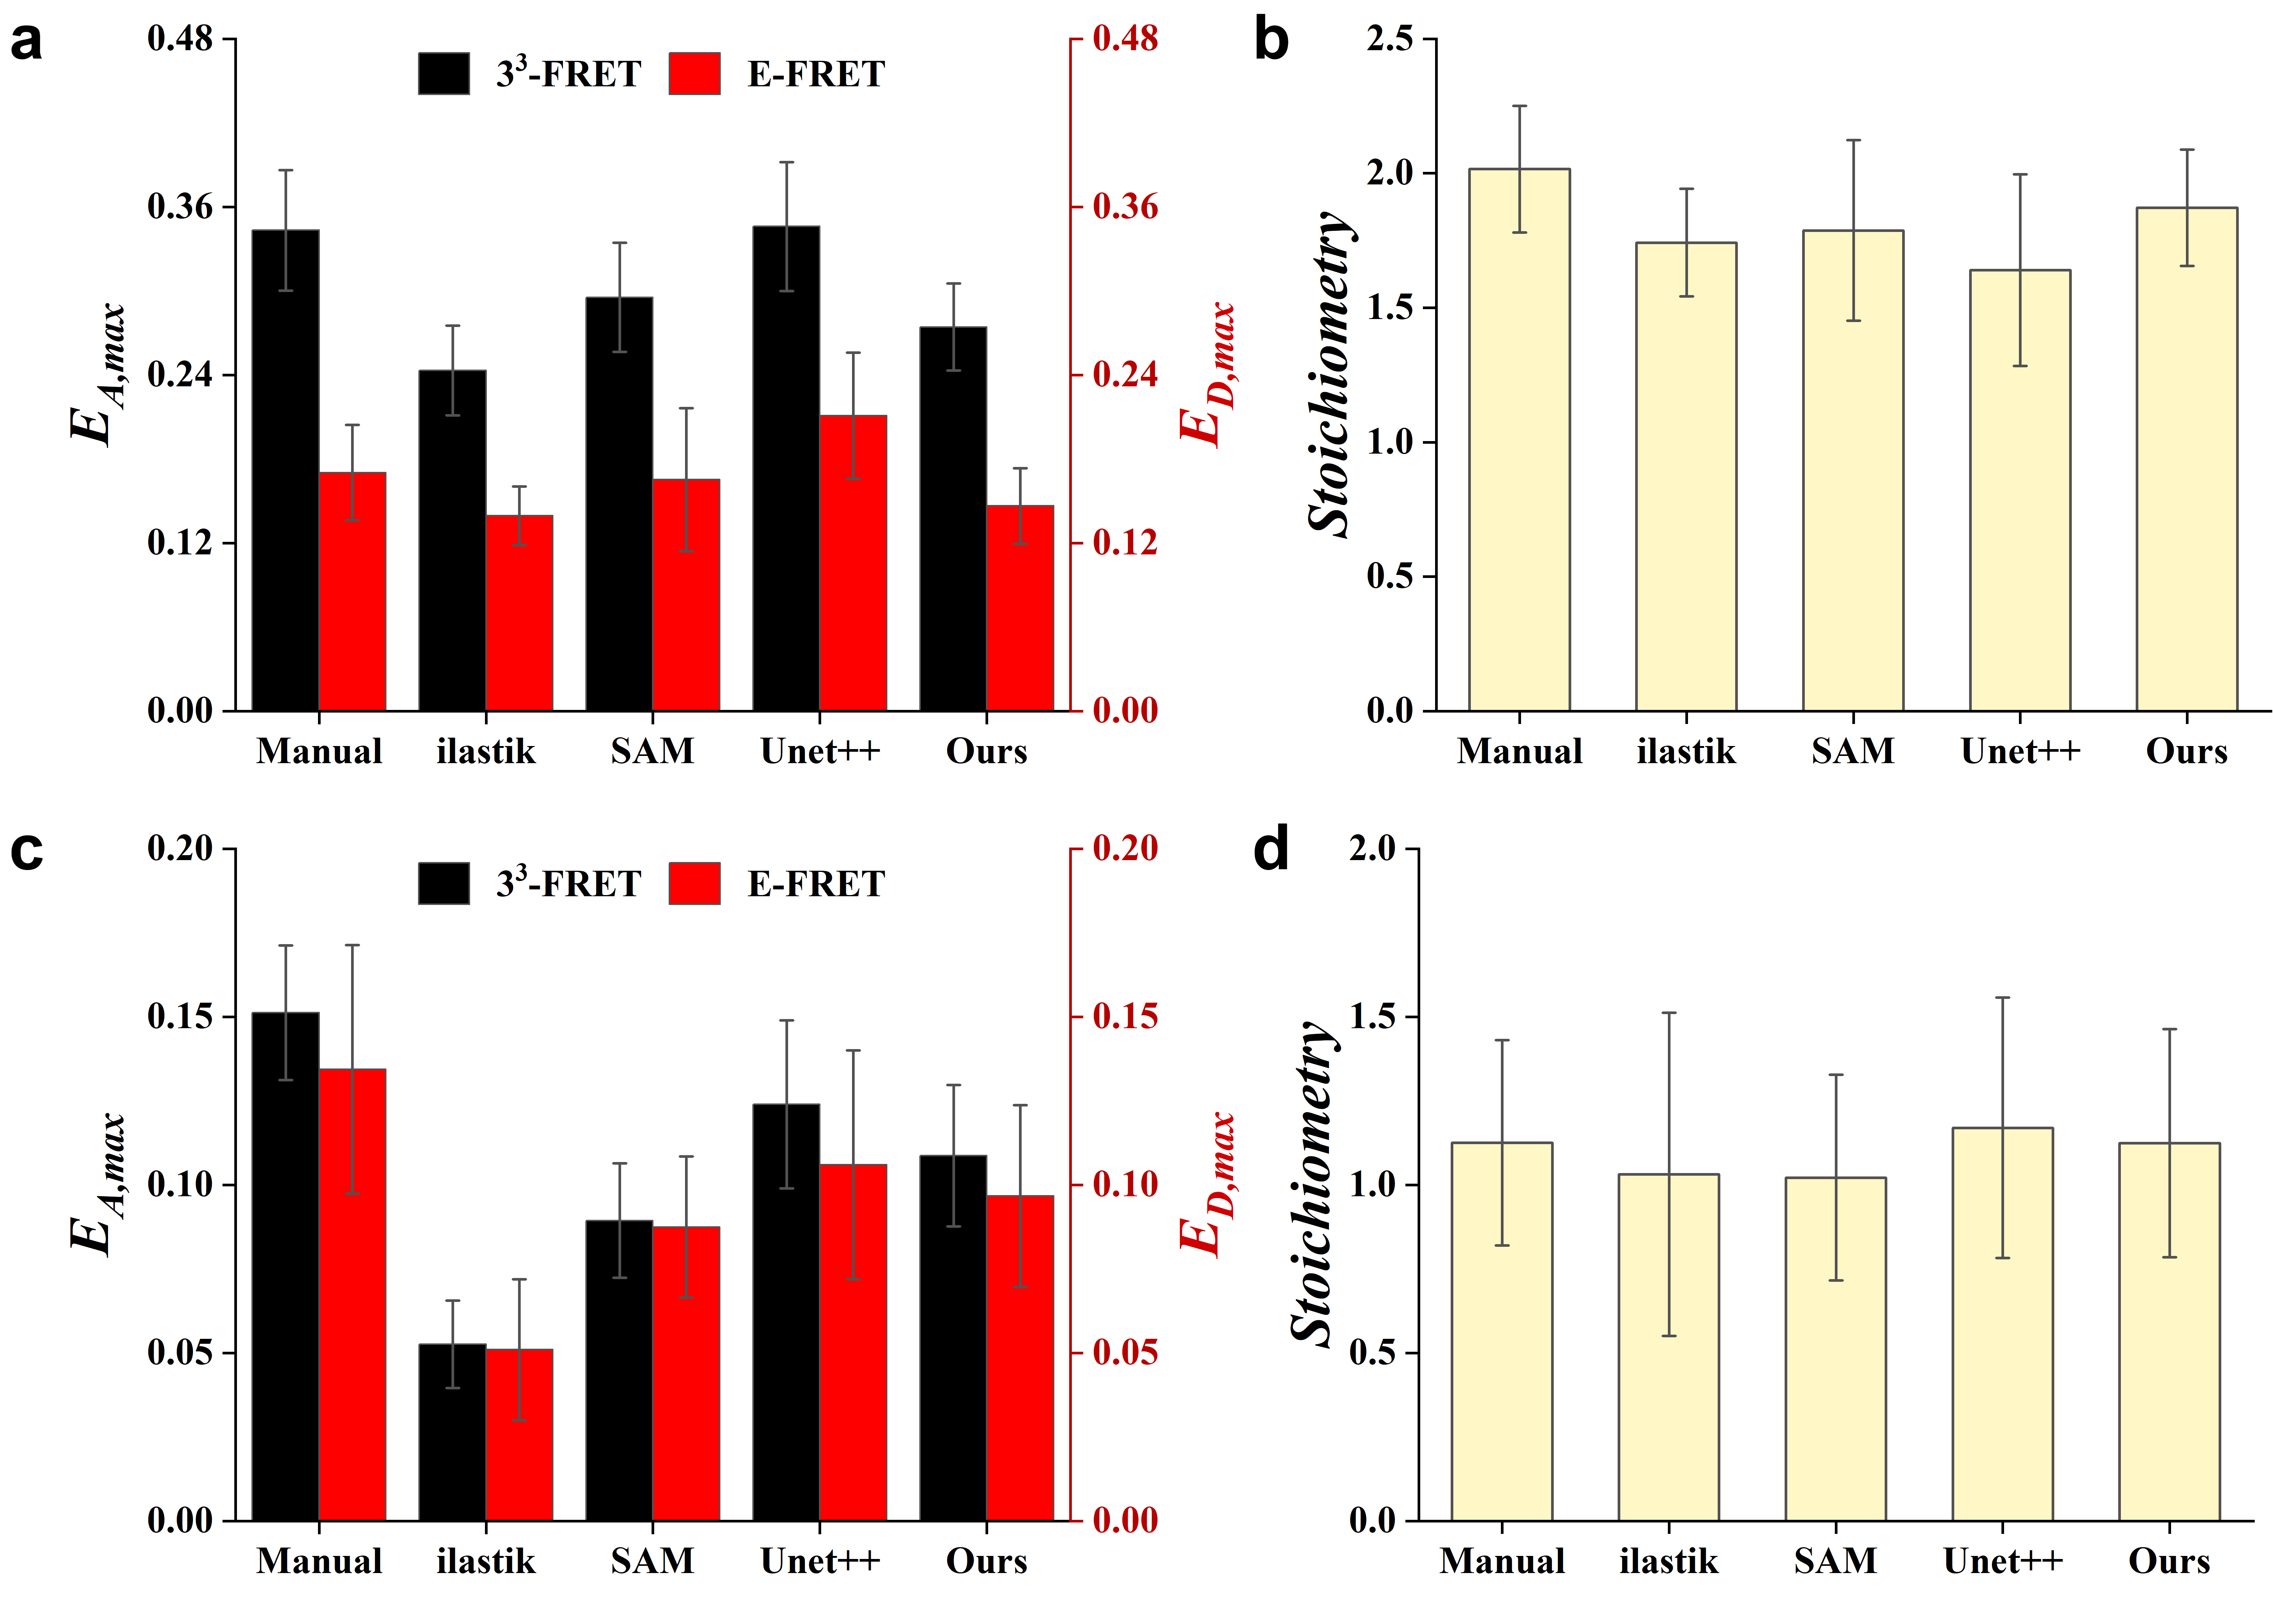 a
0.48
0.36
0.24
0.12
0.00
E A,max
3³-FRET E-FRET
0.48
0.36
0.24
0.12
0.00
E D,max
Manual ilastik SAM Unet++ Ours
b
2.5
2.0
1.5
1.0
0.5
0.0
Stoichiometry
Manual ilastik SAM Unet++ Ours
c
0.20
0.15
0.10
0.05
0.00
E A,max
3³-FRET E-FRET
0.20
0.15
0.10
0.05
0.00
E D,max
Manual ilastik SAM Unet++ Ours
d
2.0
1.5
1.0
0.5
0.0
Stoichiometry
Manual ilastik SAM Unet++ Ours